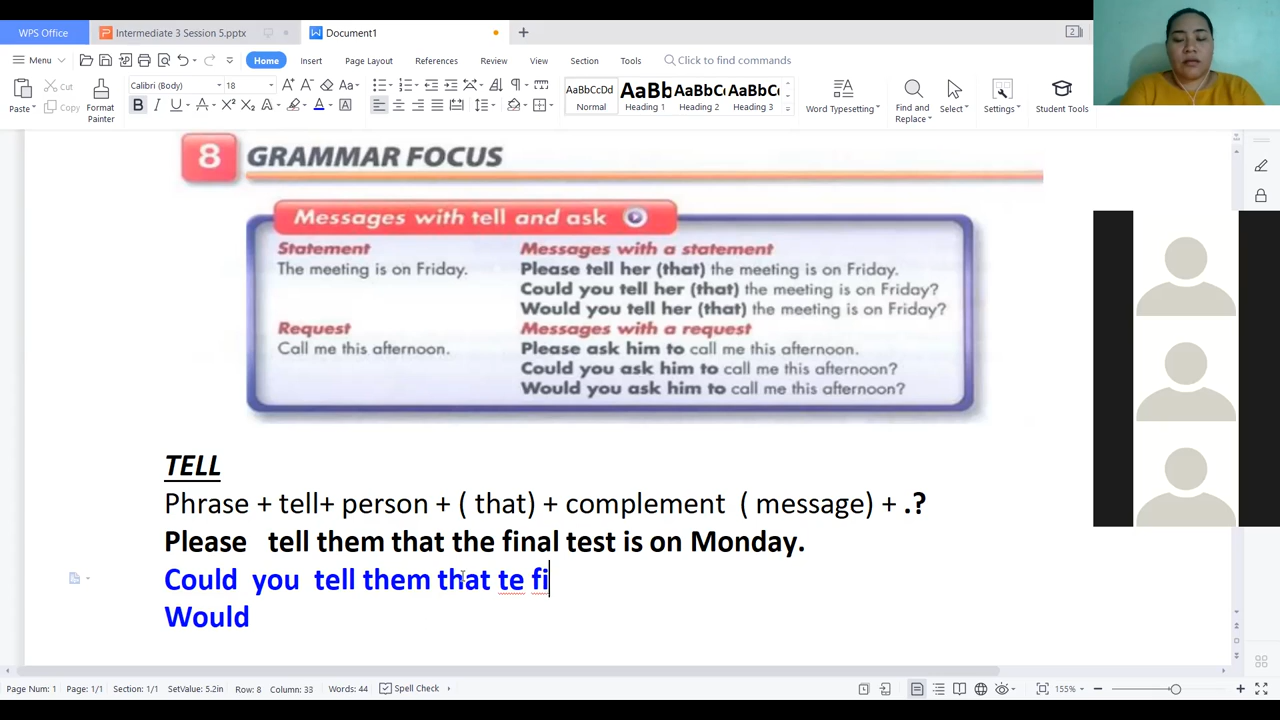 WPS Office Intermediate 3 Session 5.pptx Document1
Menu Home Insert Page Layout References Review View Section Tools Click to find commands
Paste Cut Copy Format Painter Calibri (Body) 18 AaBbCcDd Normal AaBb Heading 1 AaBbC Heading 2 AaBbC Heading 3 Word Typesetting Find and Replace Select Settings Student Tools
8 GRAMMAR FOCUS
Messages with tell and ask
Statement Messages with a statement
The meeting is on Friday. Please tell her (that) the meeting is on Friday.
Could you tell her (that) the meeting is on Friday?
Would you tell her (that) the meeting is on Friday?
Request Messages with a request
Call me this afternoon. Please ask him to call me this afternoon.
Could you ask him to call me this afternoon?
Would you ask him to call me this afternoon?
TELL
Phrase + tell+ person + ( that) + complement ( message) + .?
Please tell them that the final test is on Monday.
Could you tell them that te fi
Would
Page Num: 1 Page: 1/1 Section: 1/1 SetValue: 5.2in Row: 8 Column: 33 Words: 44 Spell Check 155%